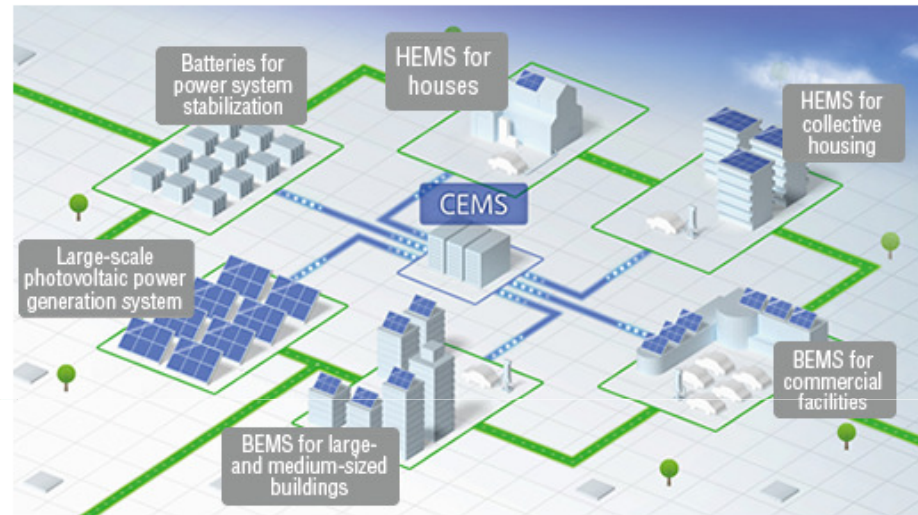 Batteries for
power system
stabilization
HEMS for
houses
HEMS for
collective
housing
CEMS
Large-scale
photovoltaic power
generation system
BEMS for
commercial
facilities
BEMS for large-
and medium-sized
buildings